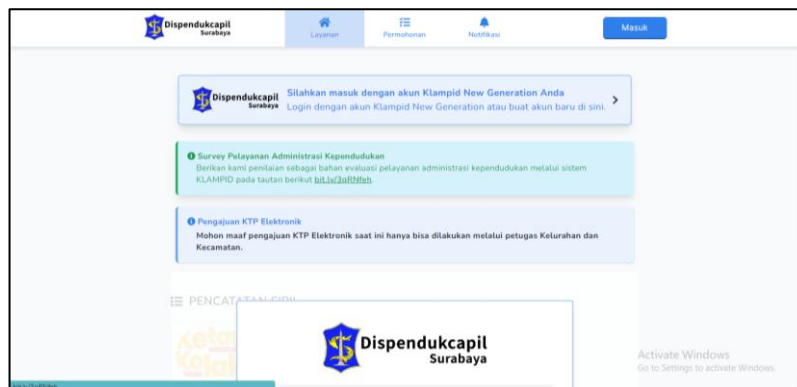 Dispendukcapil
Surabaya
Layanan
Permohonan
Notifikasi
Masuk
Dispendukcapil
Surabaya
Silahkan masuk dengan akun Klampid New Generation Anda
Login dengan akun Klampid New Generation atau buat akun baru di sini.
Survey Pelayanan Administrasi Kependudukan
Berikan kami penilaian sebagai bahan evaluasi pelayanan administrasi kependudukan melalui sistem
KLAMPID pada tautan berikut bit.ly/3oRNfeh.
Pengajuan KTP Elektronik
Mohon maaf pengajuan KTP Elektronik saat ini hanya bisa dilakukan melalui petugas Kelurahan dan
Kecamatan.
Dispendukcapil
Surabaya
Activate Windows
Go to Settings to activate Windows.